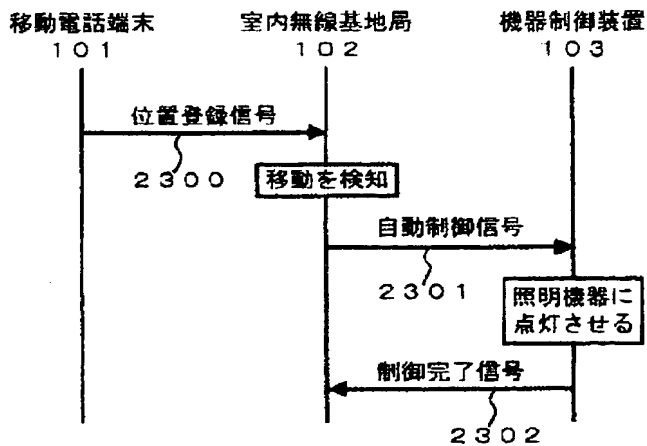 移動電話端末 室内無線基地局 機器制御装置
101 102 103
位置登録信号
2300
移動を検知
自動制御信号
2301
照明機器に
点灯させる
制御完了信号
2302